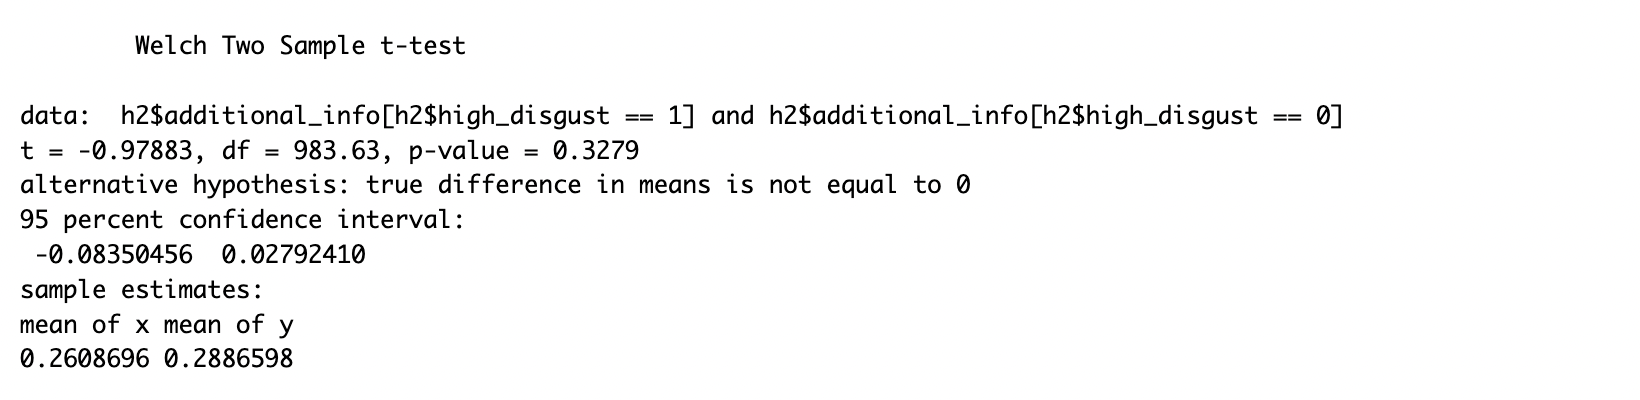 Welch Two Sample t-test
data:  h2$additional_info[h2$high_disgust == 1] and h2$additional_info[h2$high_disgust == 0]
t = -0.97883, df = 983.63, p-value = 0.3279
alternative hypothesis: true difference in means is not equal to 0
95 percent confidence interval:
 -0.08350456  0.02792410
sample estimates:
mean of x mean of y
0.2608696 0.2886598